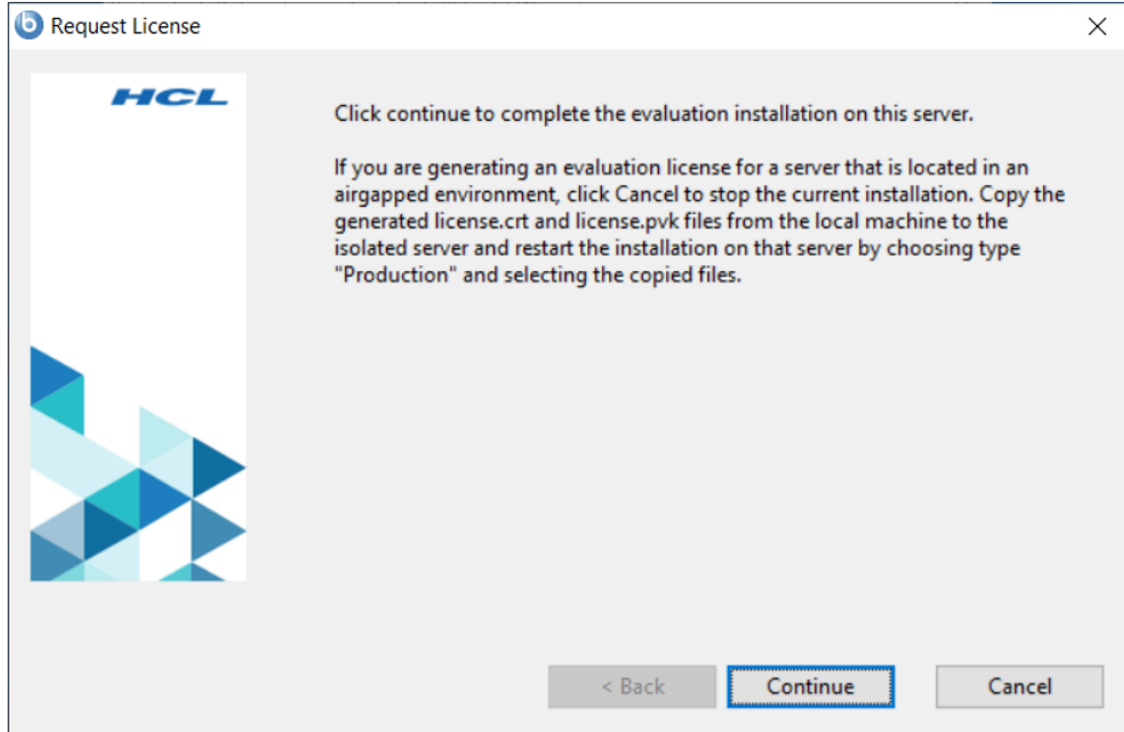 Request License
HCL
Click continue to complete the evaluation installation on this server.
If you are generating an evaluation license for a server that is located in an
airgapped environment, click Cancel to stop the current installation. Copy the
generated license.crt and license.pvk files from the local machine to the
isolated server and restart the installation on that server by choosing type
"Production" and selecting the copied files.
< Back
Continue
Cancel